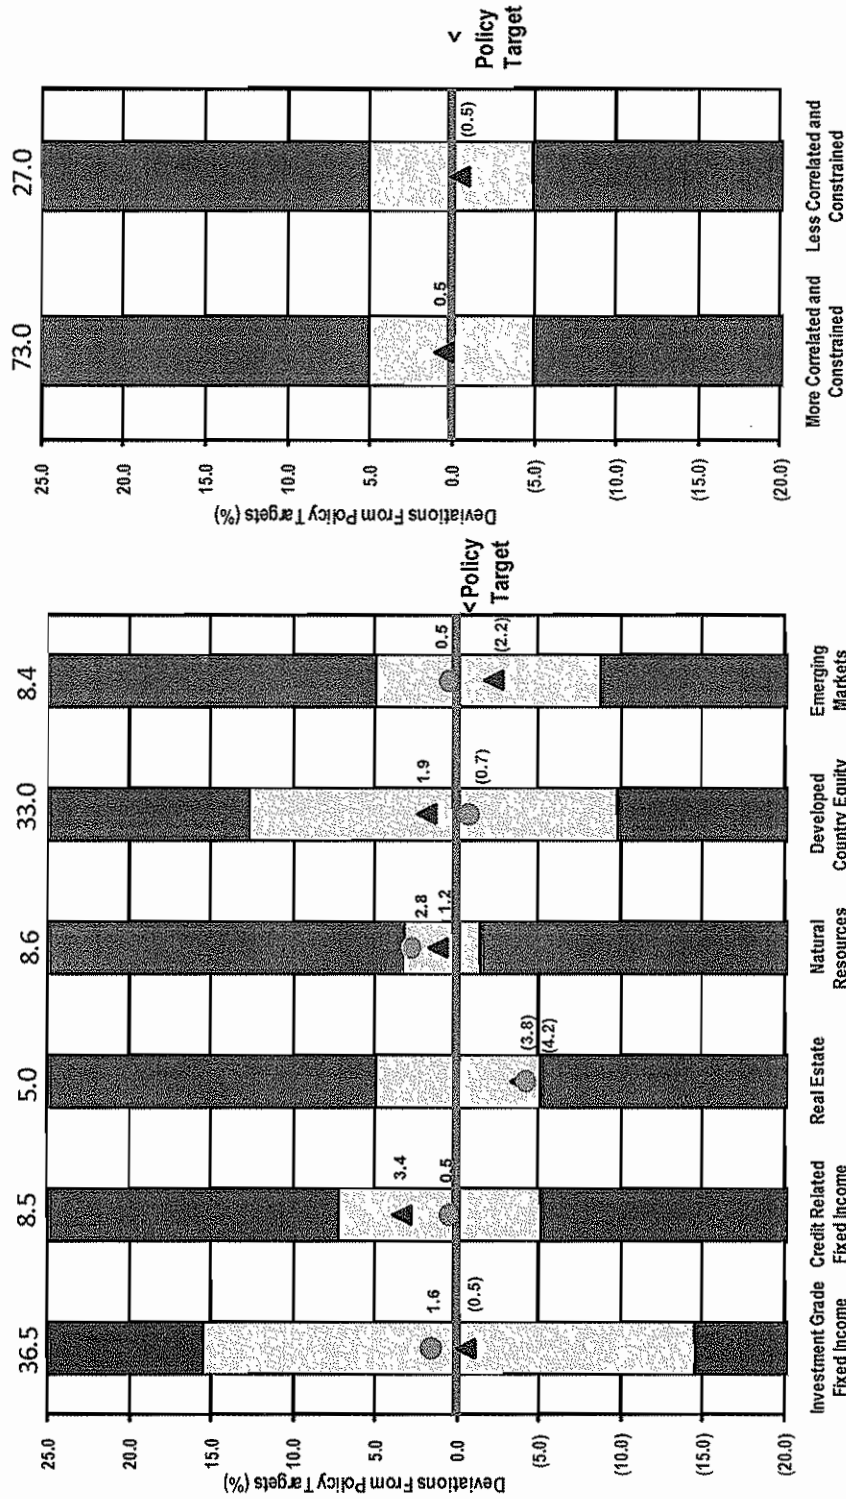 36.5 8.5 5.0 8.6 33.0 8.4
Deviations From Policy Targets (%)
25.0
20.0
15.0
10.0
5.0
0.0
(5.0)
(10.0)
(15.0)
(20.0)
1.6
(0.5)
3.4
0.5
(3.8)
(4.2)
2.8
1.2
1.9
(0.7)
0.5
(2.2)
< Policy
Target
Investment Grade
Fixed Income
Credit Related
Fixed Income
Real Estate
Natural
Resources
Developed
Country Equity
Emerging
Markets
73.0 27.0
Deviations From Policy Targets (%)
25.0
20.0
15.0
10.0
5.0
0.0
(5.0)
(10.0)
(15.0)
(20.0)
0.5
(0.5)
<
Policy
Target
More Correlated and
Constrained
Less Correlated and
Constrained